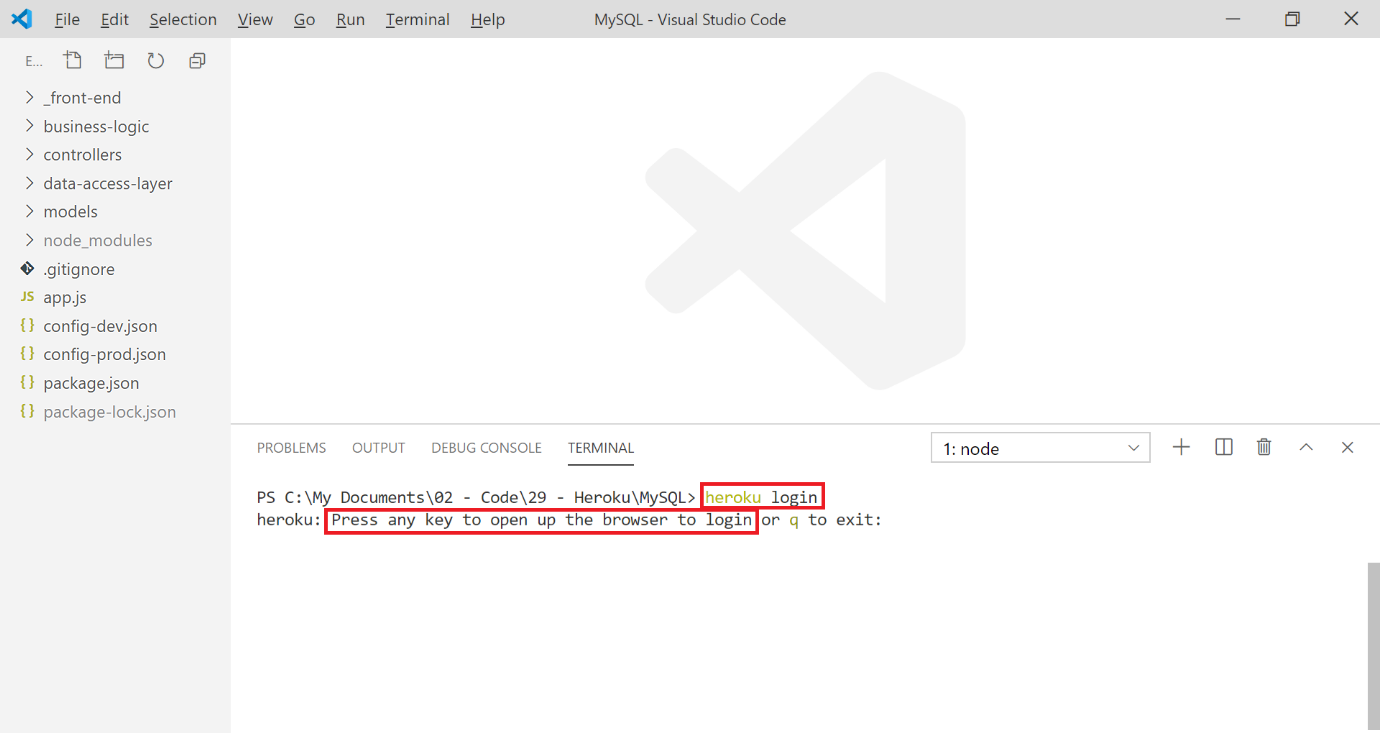 File Edit Selection View Go Run Terminal Help MySQL - Visual Studio Code
E...
_front-end
business-logic
controllers
data-access-layer
models
node_modules
.gitignore
JS app.js
{} config-dev.json
{} config-prod.json
{} package.json
{} package-lock.json
PROBLEMS OUTPUT DEBUG CONSOLE TERMINAL 1: node
PS C:\My Documents\02 - Code\29 - Heroku\MySQL> heroku login
heroku: Press any key to open up the browser to login or q to exit: